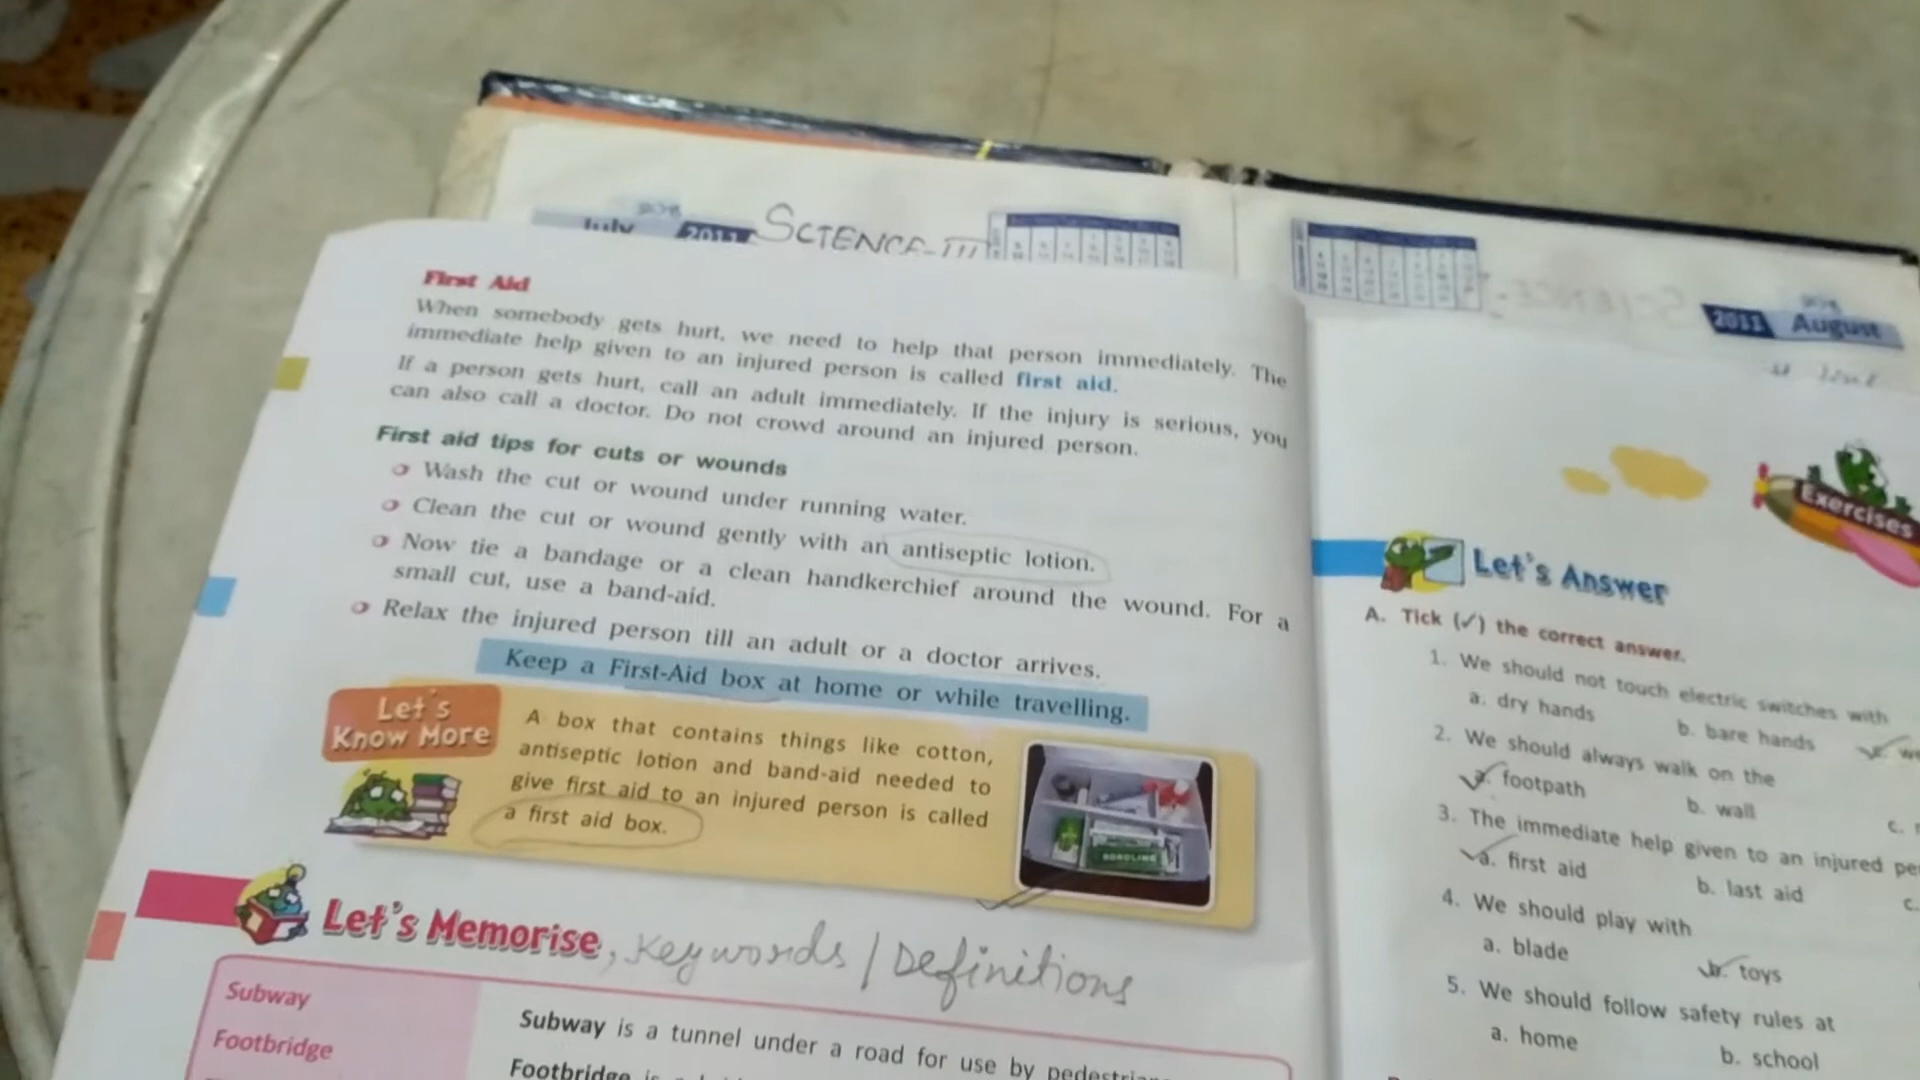 July 2011 SCIENCE-III
First Aid
When somebody gets hurt, we need to help that person immediately. The
immediate help given to an injured person is called first aid.
If a person gets hurt, call an adult immediately. If the injury is serious, you
can also call a doctor. Do not crowd around an injured person.
First aid tips for cuts or wounds
Wash the cut or wound under running water.
Clean the cut or wound gently with an antiseptic lotion.
Now tie a bandage or a clean handkerchief around the wound. For a
small cut, use a band-aid.
Relax the injured person till an adult or a doctor arrives.
Keep a First-Aid box at home or while travelling.
Let's
Know More
A box that contains things like cotton,
antiseptic lotion and band-aid needed to
give first aid to an injured person is called
a first aid box.
BOROLINE
Let's Memorise, Keywords / Definitions
Subway
Footbridge
Subway is a tunnel under a road for use by
Footbridge
2011 August
Exercises
Let's Answer
A. Tick (✓) the correct answer.
1. We should not touch electric switches with
a. dry hands b. bare hands
2. We should always walk on the
a. footpath b. wall c.
3. The immediate help given to an injured
a. first aid b. last aid c.
4. We should play with
a. blade b. toys
5. We should follow safety rules at
a. home b. school